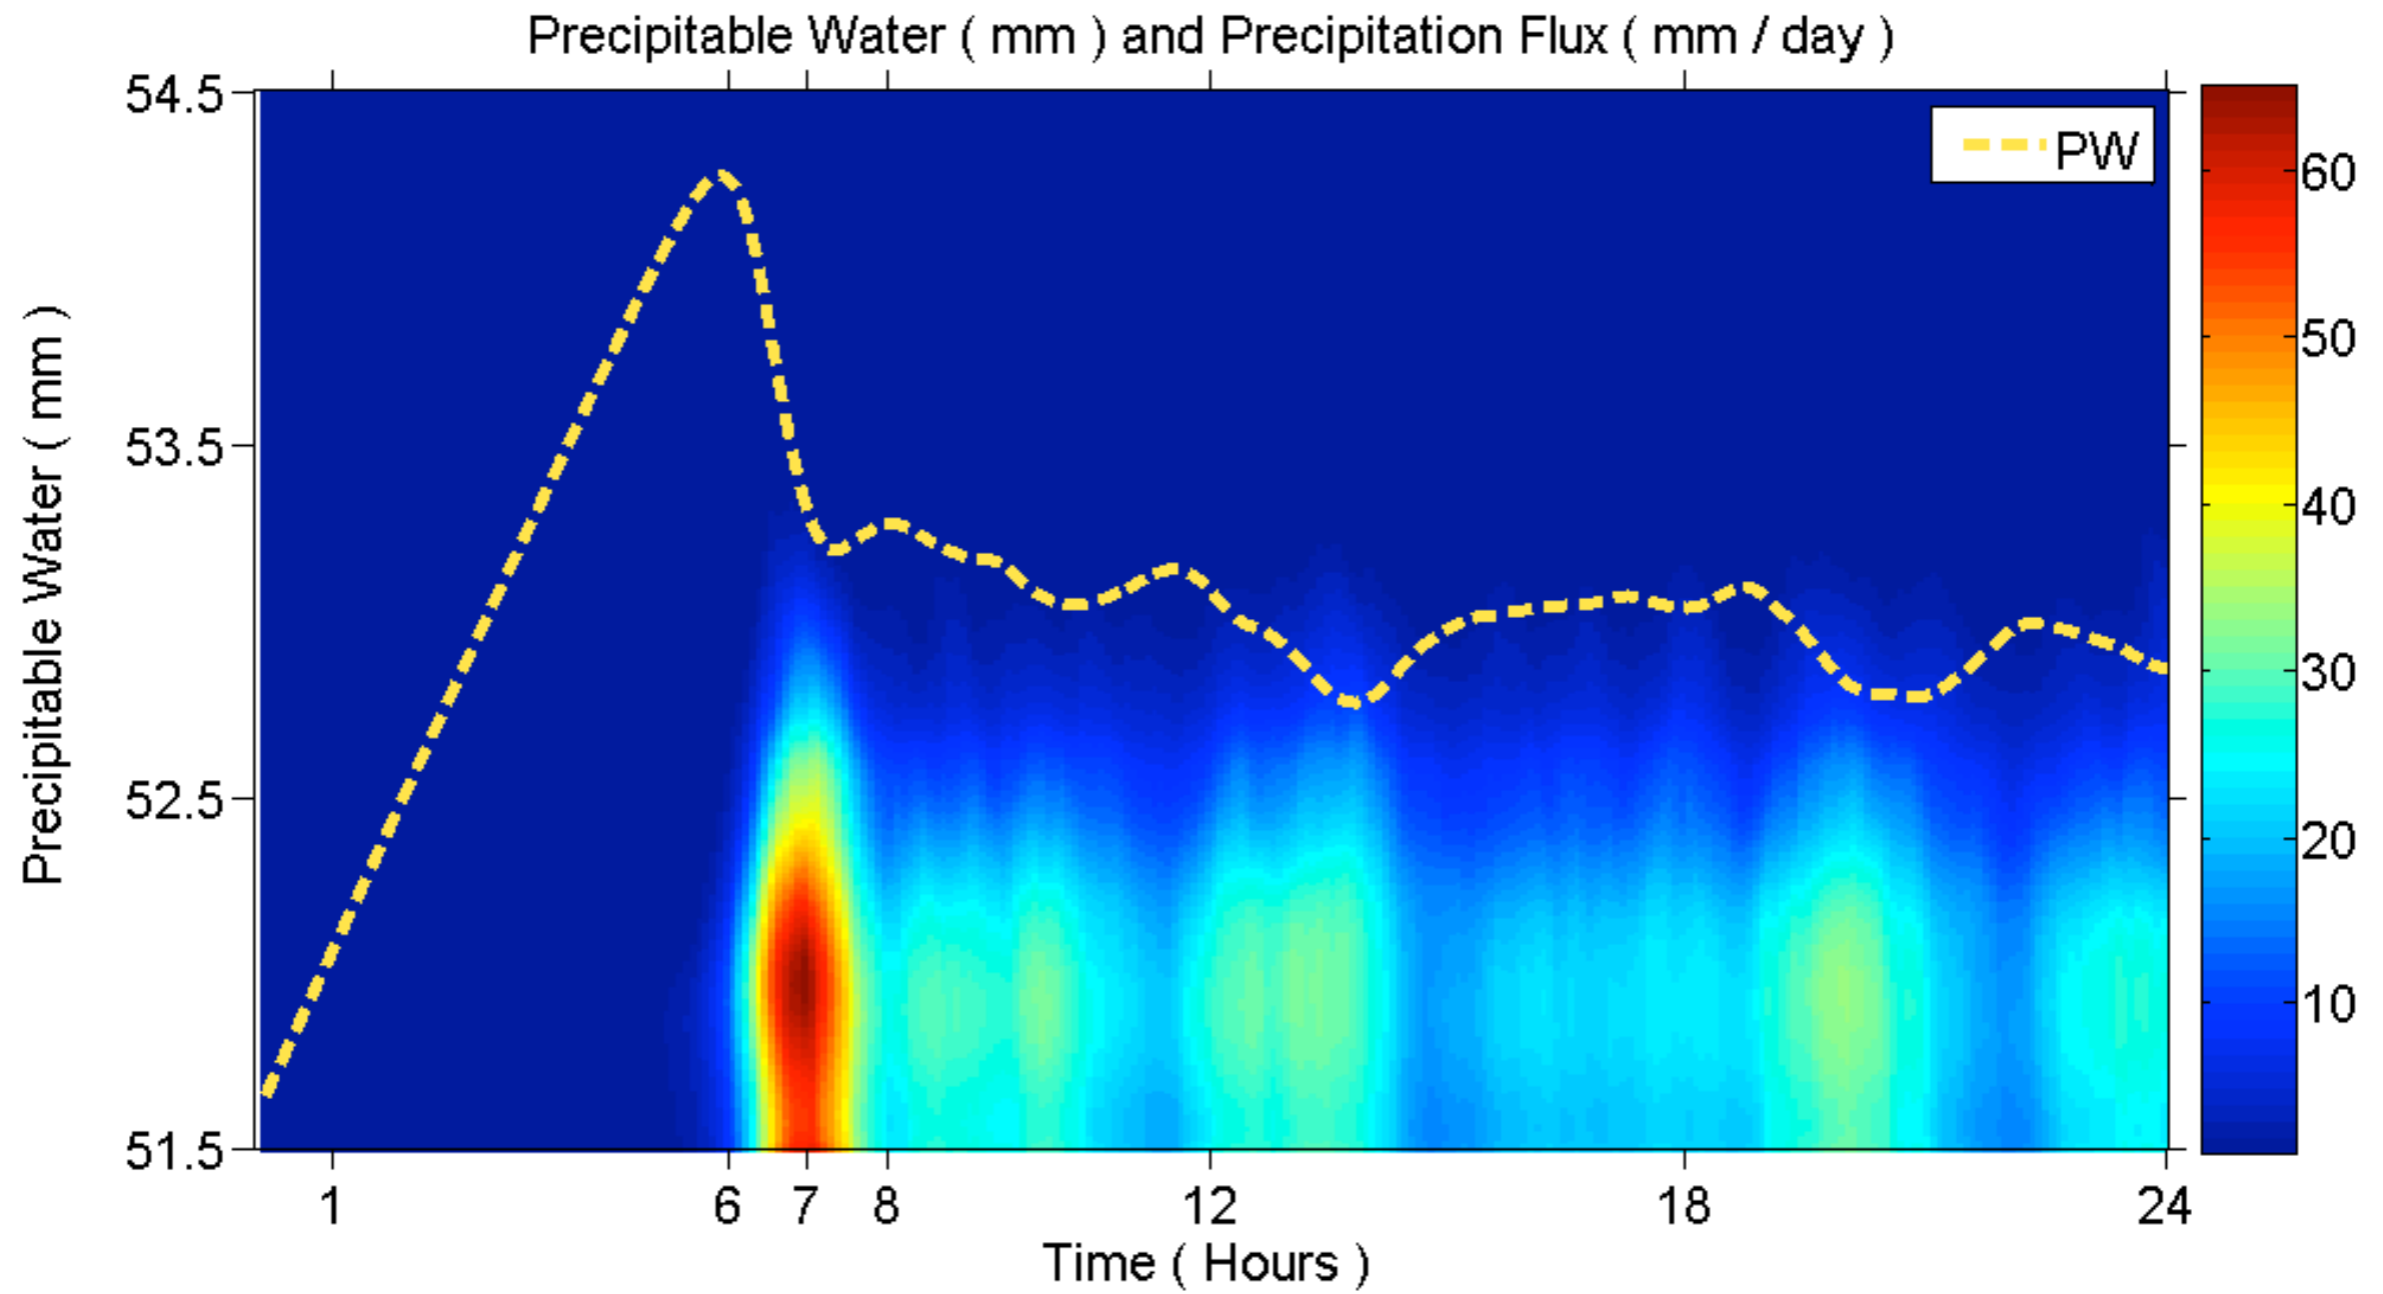 Precipitable Water ( mm ) and Precipitation Flux ( mm / day )
54.5
53.5
52.5
51.5
Precipitable Water ( mm )
PW
60
50
40
30
20
10
1 6 7 8 12 18 24
Time ( Hours )